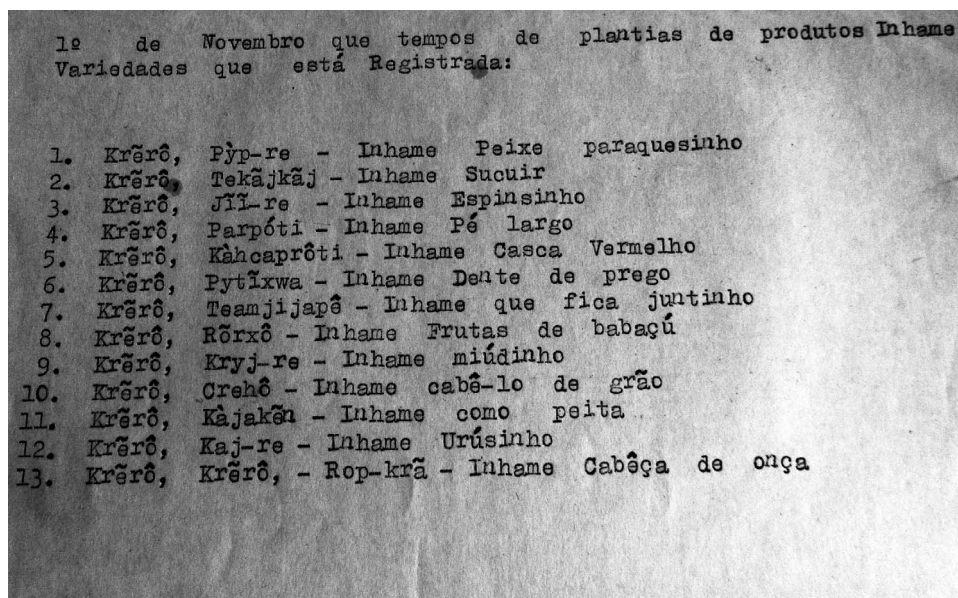 1º de Novembro que tempos de plantias de produtos Inhame
Variedades que está Registrada:
1. Krẽrô, Pỳp-re - Inhame Peixe paraquesinho
2. Krẽrô, Tekãjkãj - Inhame Sucuir
3. Krẽrô, Jĩĩ-re - Inhame Espinsinho
4. Krẽrô, Parpóti - Inhame Pé largo
5. Krẽrô, Kàhcaprôti - Inhame Casca Vermelho
6. Krẽrô, Pytĩxwa - Inhame Dente de prego
7. Krẽrô, Teamjijapê - Inhame que fica juntinho
8. Krẽrô, Rõrxô - Inhame Frutas de babaçú
9. Krẽrô, Kryj-re - Inhame miúdinho
10. Krẽrô, Crehô - Inhame cabê-lo de grão
11. Krẽrô, Kàjakẽn - Inhame como peita
12. Krẽrô, Kaj-re - Inhame Urúsinho
13. Krẽrô, Krẽrô, - Rop-krã - Inhame Cabêça de onça